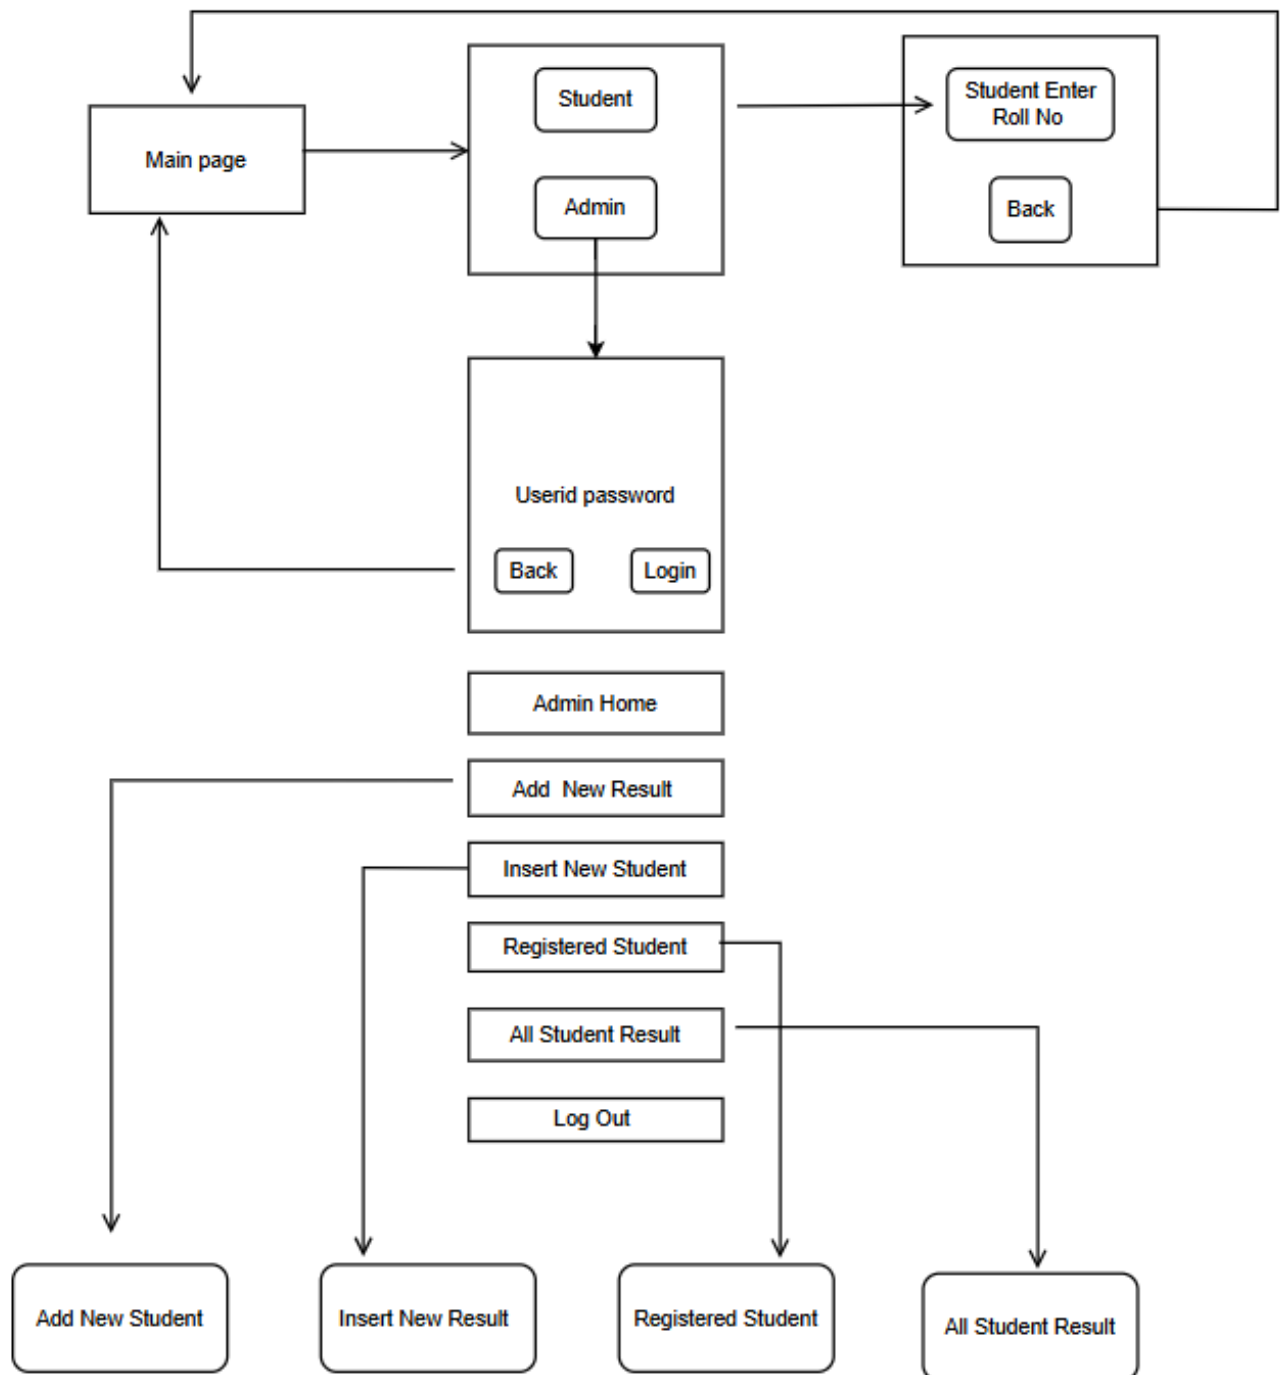 Student
Student Enter
Roll No
Main page
Admin
Back
Userid password
Back
Login
Admin Home
Add New Result
Insert New Student
Registered Student
All Student Result
Log Out
Add New Student
Insert New Result
Registered Student
All Student Result